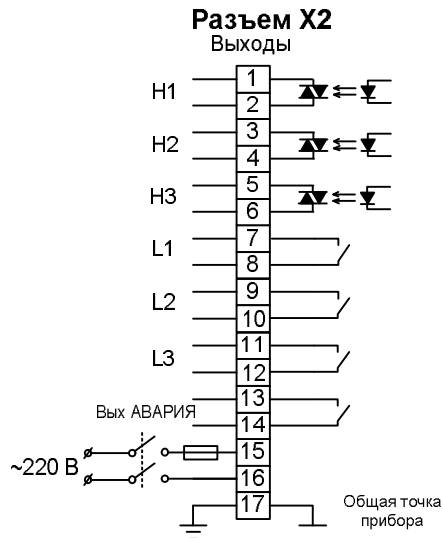 Разъем X2
Выходы
H1
1
2
H2
3
4
H3
5
6
L1
7
8
L2
9
10
L3
11
12
Вых АВАРИЯ
13
14
~220 В
15
16
17
Общая точка
прибора